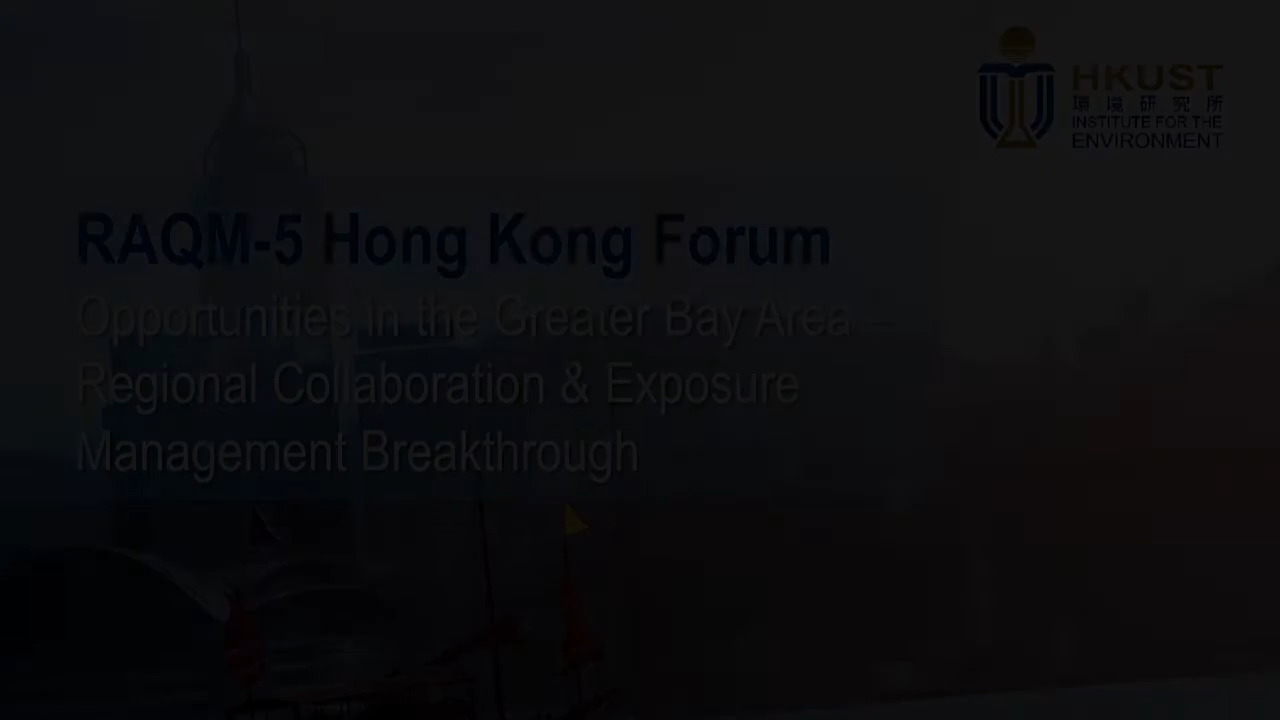 HKUST
環境研究所
INSTITUTE FOR THE
ENVIRONMENT
RAQM-5 Hong Kong Forum
Opportunities in the Greater Bay Area –
Regional Collaboration & Exposure
Management Breakthrough